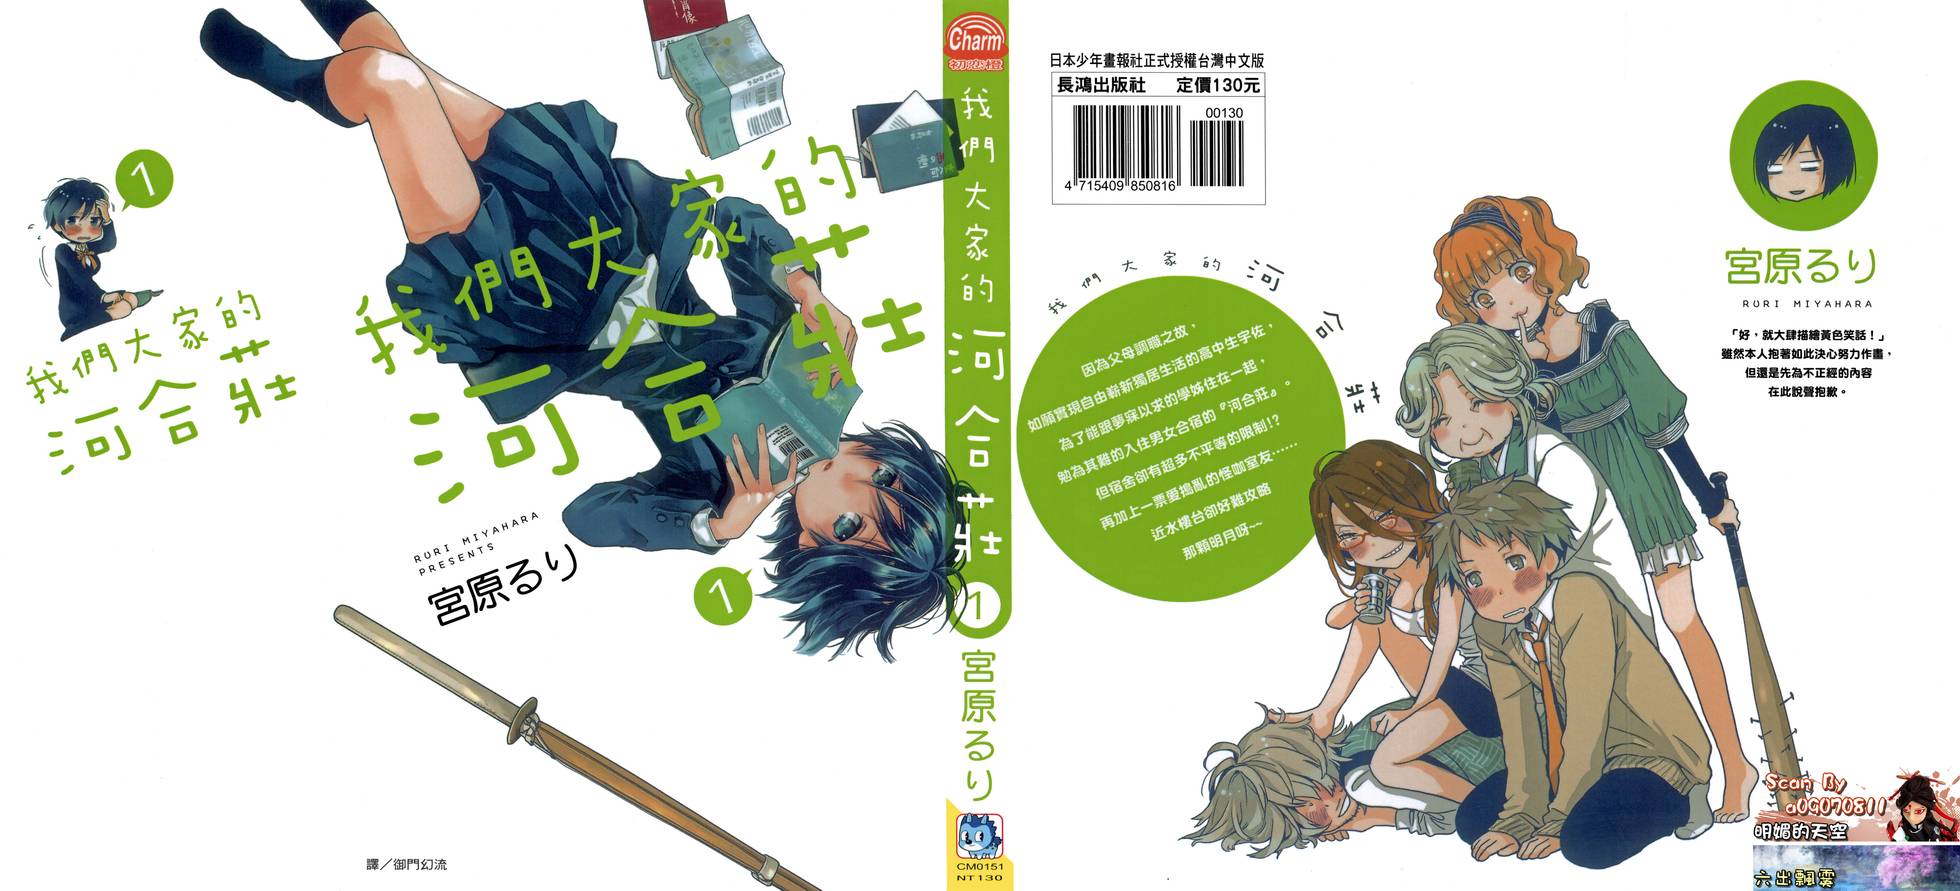 1
我們大家的
河合莊
肖像
我們大家的
河合莊
RURI MIYAHARA
PRESENTS
宮原るり
1
譯／御門幻流
Charm
我們大家的河合莊
1
宮原るり
CM0151
NT130
日本少年畫報社正式授權台灣中文版
長鴻出版社 定價130元
00130
4 715409 850816
我們大家的河合莊
因為父母調職之故，
如願實現自由嶄新獨居生活的高中生宇佐，
為了能跟夢寐以求的學姊住在一起，
勉為其難的入住男女合宿的『河合莊』。
但宿舍卻有超多不平等的限制!?
再加上一票愛搗亂的怪咖室友……
近水樓台卻好難攻略
那顆明月呀~~
宮原るり
RURI MIYAHARA
「好，就大肆描繪黃色笑話！」
雖然本人抱著如此決心努力作畫，
但還是先為不正經的內容
在此說聲抱歉。
Scan By
a09070811
明媚的天空
六出飄霙